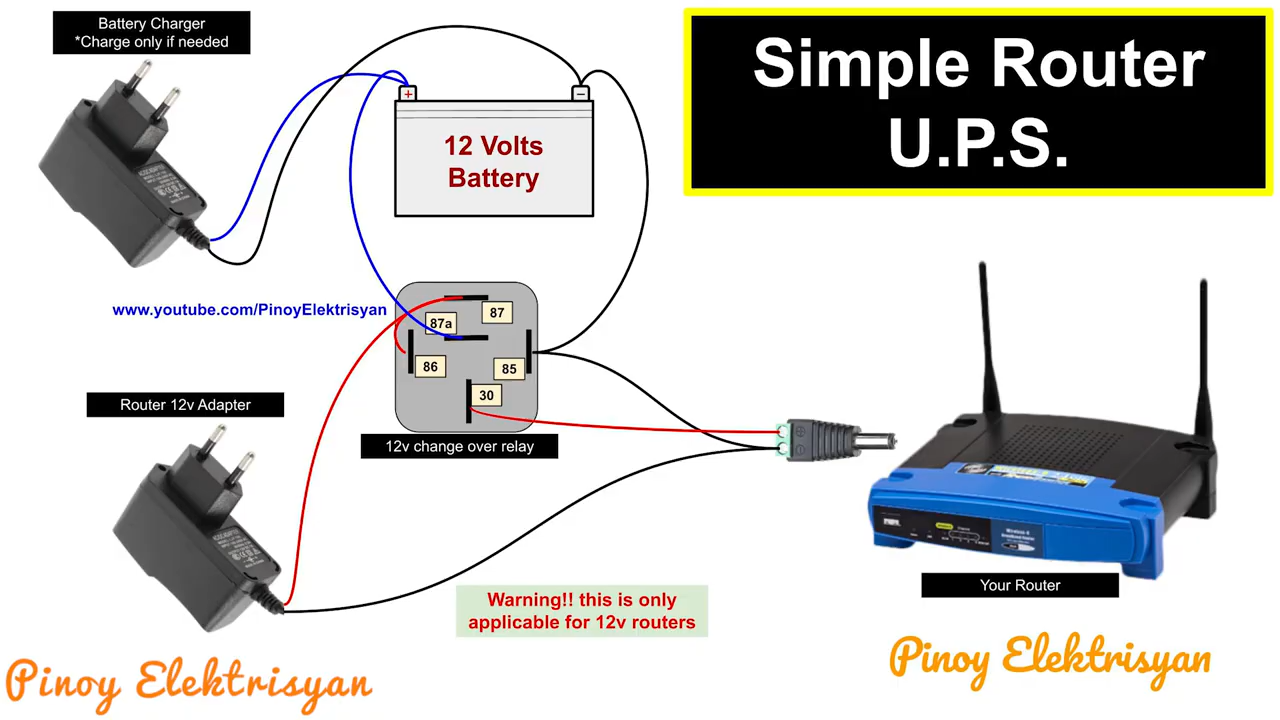 Battery Charger
*Charge only if needed
Simple Router
U.P.S.
+
−
12 Volts
Battery
www.youtube.com/PinoyElektrisyan
87
87a
86
85
30
Router 12v Adapter
12v change over relay
Warning!! this is only
applicable for 12v routers
Your Router
Pinoy Elektrisyan
Pinoy Elektrisyan